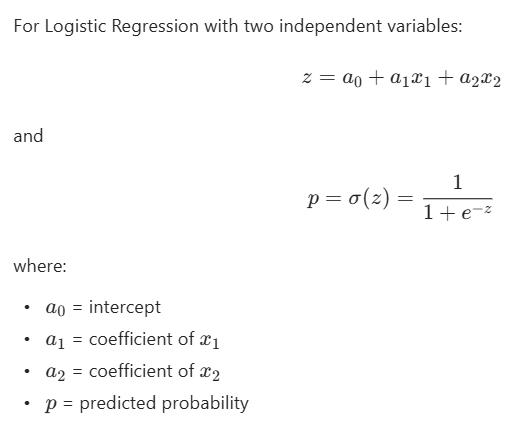 For Logistic Regression with two independent variables:
z = a₀ + a₁x₁ + a₂x₂
and
p = σ(z) = 1 / (1 + e⁻ᶻ)
where:
• a₀ = intercept
• a₁ = coefficient of x₁
• a₂ = coefficient of x₂
• p = predicted probability